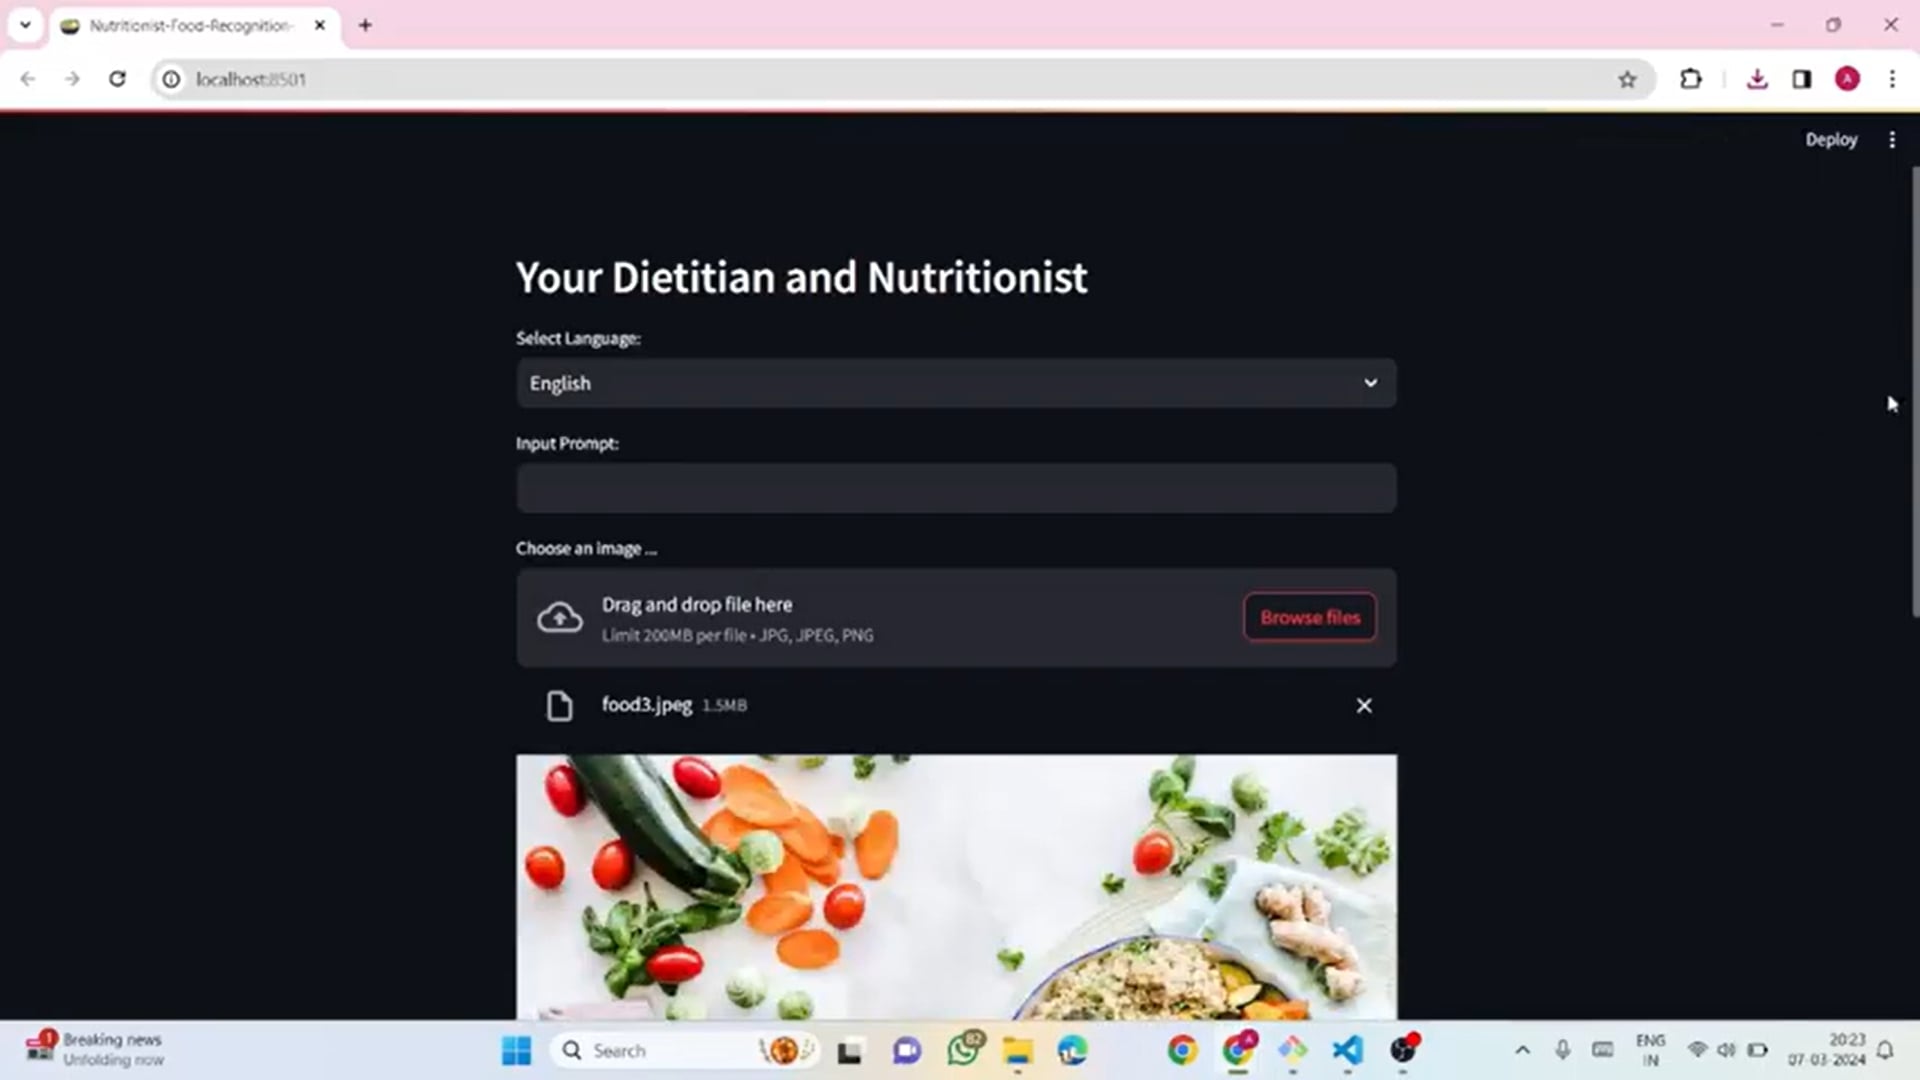 Nutritionist-Food-Recognition-
localhost:8501
A
Deploy
Your Dietitian and Nutritionist
Select Language:
English
Input Prompt:
Choose an image ...
Drag and drop file here
Limit 200MB per file • JPG, JPEG, PNG
Browse files
food3.jpeg 1.5MB
1
Breaking news
Unfolding now
Search
82
A
ENG
IN
20:23
07-03-2024